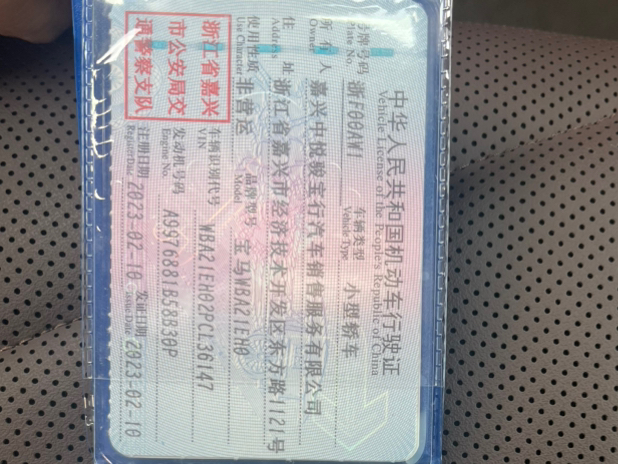 中华人民共和国机动车行驶证
Vehicle License of the People's Republic of China
号牌号码 浙F00AW1 车辆类型 小型轿车
Plate No. Vehicle Type
所有人 嘉兴中悦骏宝行汽车销售服务有限公司
Owner
住址 浙江省嘉兴市经济技术开发区东方路1121号
Address
使用性质 非营运 品牌型号 宝马WBA21EH0
Use Character Model
浙江省嘉兴
市公安局交
通警察支队
车辆识别代号 WBA21EH02PCL36147
VIN
发动机号码 A9976881B58B30P
Engine No.
注册日期 2023-02-10 发证日期 2023-02-10
Register Date Issue Date